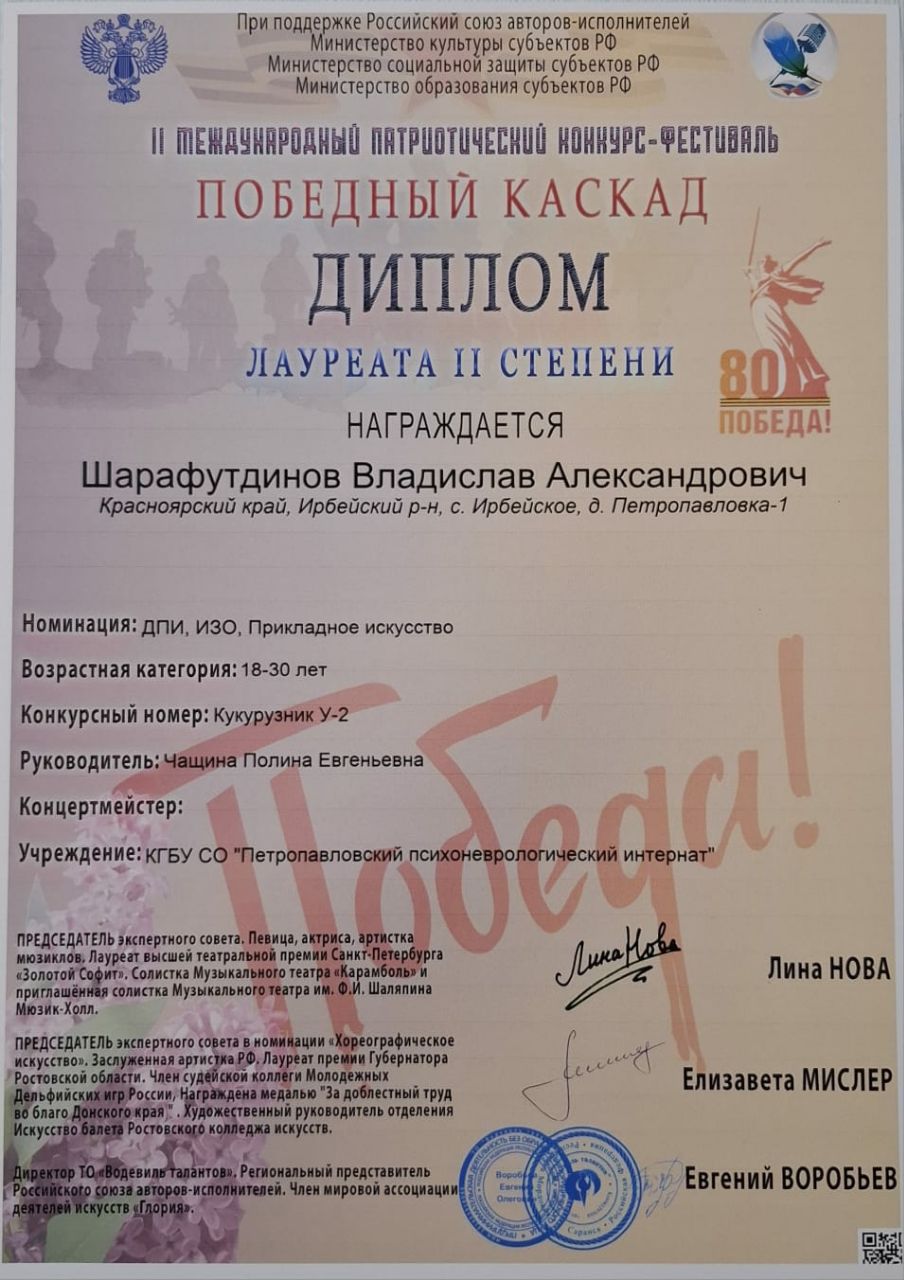 При поддержке Российский союз авторов-исполнителей
Министерство культуры субъектов РФ
Министерство социальной защиты субъектов РФ
Министерство образования субъектов РФ
II МЕЖДУНАРОДНЫЙ ПАТРИОТИЧЕСКИЙ КОНКУРС-ФЕСТИВАЛЬ
ПОБЕДНЫЙ КАСКАД
ДИПЛОМ
ЛАУРЕАТА II СТЕПЕНИ
80
ПОБЕДА!
НАГРАЖДАЕТСЯ
Шарафутдинов Владислав Александрович
Красноярский край, Ирбейский р-н, с. Ирбейское, д. Петропавловка-1
Номинация: ДПИ, ИЗО, Прикладное искусство
Возрастная категория: 18-30 лет
Конкурсный номер: Кукурузник У-2
Руководитель: Чащина Полина Евгеньевна
Концертмейстер:
Учреждение: КГБУ СО "Петропавловский психоневрологический интернат"
Победа!
ПРЕДСЕДАТЕЛЬ экспертного совета. Певица, актриса, артистка
мюзиклов. Лауреат высшей театральной премии Санкт-Петербурга
«Золотой Софит». Солистка Музыкального театра «Карамболь» и
приглашённая солистка Музыкального театра им. Ф.И. Шаляпина
Мюзик-Холл.
Лина Нова
Лина НОВА
ПРЕДСЕДАТЕЛЬ экспертного совета в номинации «Хореографическое
искусство». Заслуженная артистка РФ. Лауреат премии Губернатора
Ростовской области. Член судейской коллеги Молодежных
Дельфийских игр России, Награждена медалью "За доблестный труд
во благо Донского края " . Художественный руководитель отделения
Искусство балета Ростовского колледжа искусств.
Елизавета МИСЛЕР
Директор ТО «Водевиль талантов». Региональный представитель
Российского союза авторов-исполнителей. Член мировой ассоциации
деятелей искусств «Глория».
Воробьев
Евгений
Олегович
Евгений ВОРОБЬЕВ